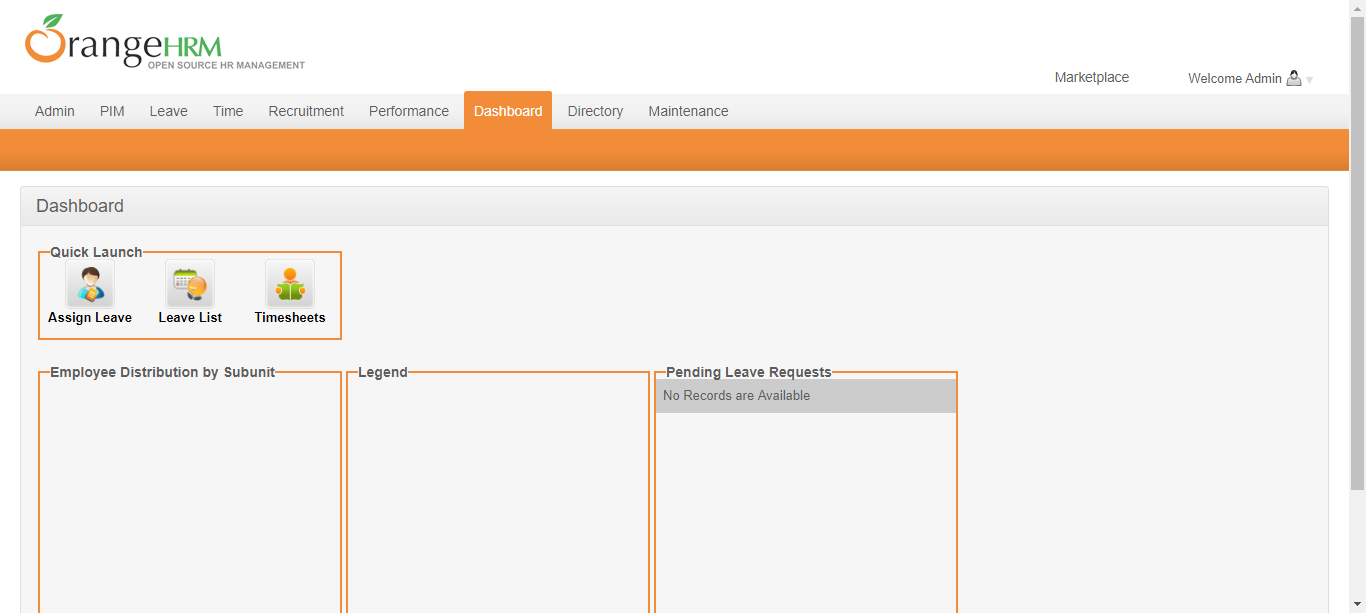 OrangeHRM
OPEN SOURCE HR MANAGEMENT
Marketplace
Welcome Admin
Admin PIM Leave Time Recruitment Performance Dashboard Directory Maintenance
Dashboard
Quick Launch
Assign Leave Leave List Timesheets
Employee Distribution by Subunit
Legend
Pending Leave Requests
No Records are Available